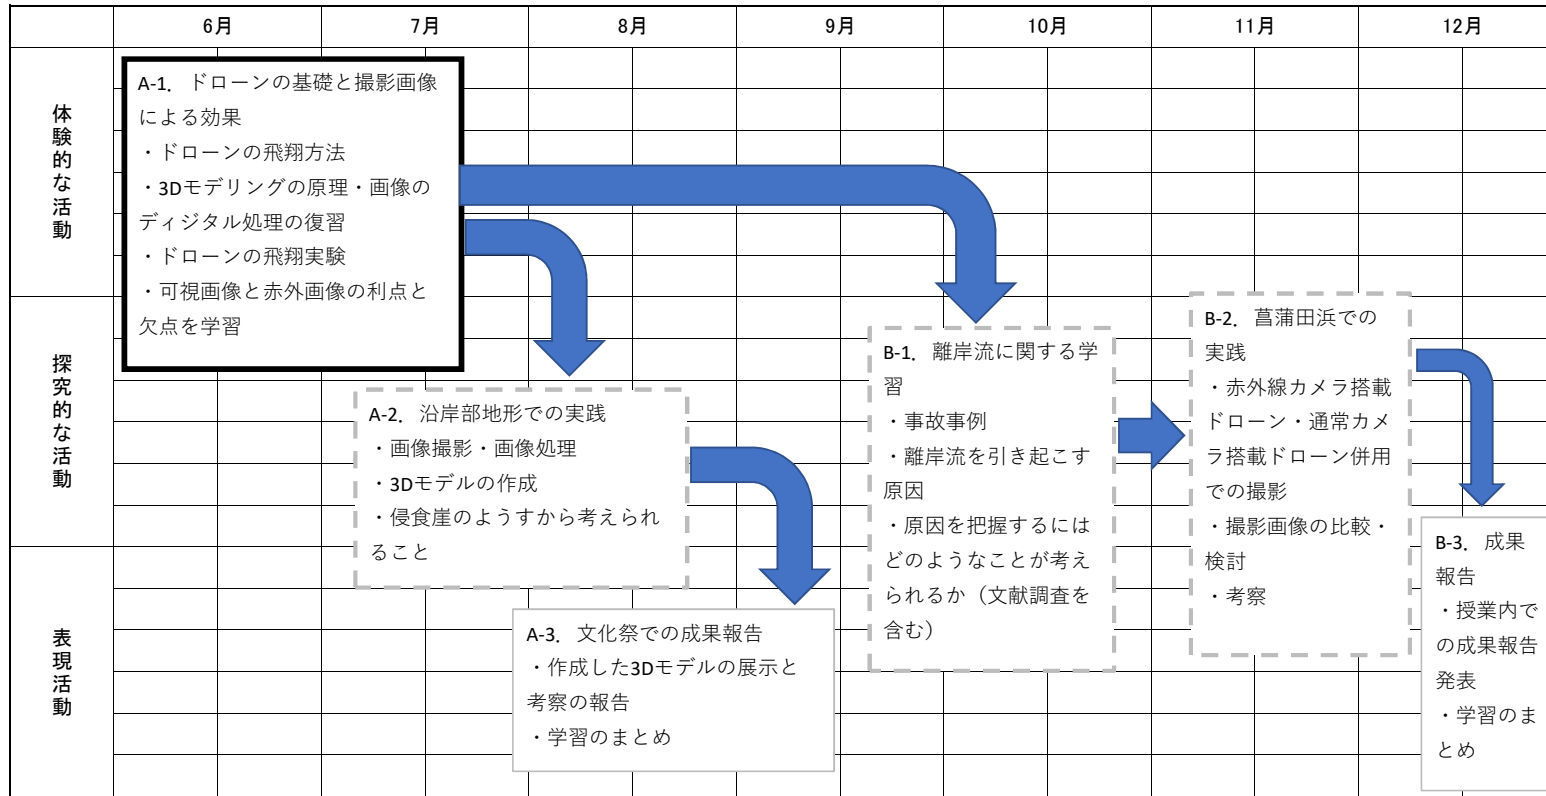 6月
7月
8月
9月
10月
11月
12月
体験的な活動
A-1. ドローンの基礎と撮影画像
による効果
・ドローンの飛翔方法
・3Dモデリングの原理・画像の
ディジタル処理の復習
・ドローンの飛翔実験
・可視画像と赤外画像の利点と
欠点を学習
探究的な活動
A-2. 沿岸部地形での実践
・画像撮影・画像処理
・3Dモデルの作成
・侵食崖のようすから考えられ
ること
B-1. 離岸流に関する学
習
・事故事例
・離岸流を引き起こす
原因
・原因を把握するには
どのようなことが考え
られるか（文献調査を
含む）
B-2. 菖蒲田浜での
実践
・赤外線カメラ搭載
ドローン・通常カメ
ラ搭載ドローン併用
での撮影
・撮影画像の比較・
検討
・考察
表現活動
A-3. 文化祭での成果報告
・作成した3Dモデルの展示と
考察の報告
・学習のまとめ
B-3. 成果
報告
・授業内で
の成果報告
発表
・学習のま
とめ